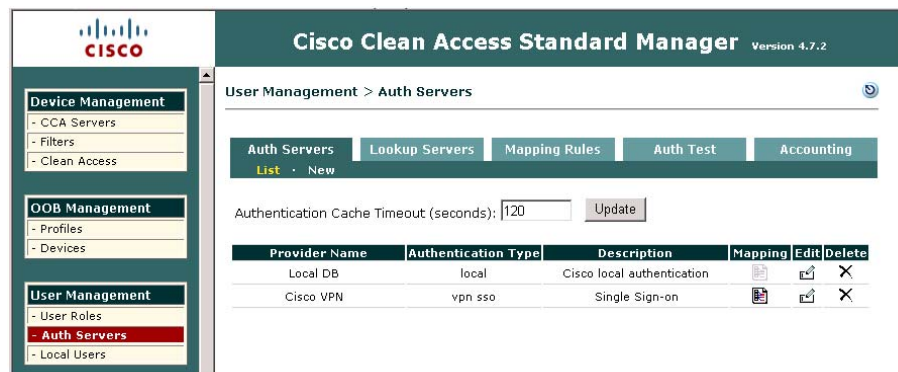 CISCO
Cisco Clean Access Standard Manager Version 4.7.2
Device Management
- CCA Servers
- Filters
- Clean Access
OOB Management
- Profiles
- Devices
User Management
- User Roles
- Auth Servers
- Local Users
User Management > Auth Servers
Auth Servers Lookup Servers Mapping Rules Auth Test Accounting
List · New
Authentication Cache Timeout (seconds): 120 Update
Provider Name Authentication Type Description Mapping Edit Delete
Local DB local Cisco local authentication
Cisco VPN vpn sso Single Sign-on